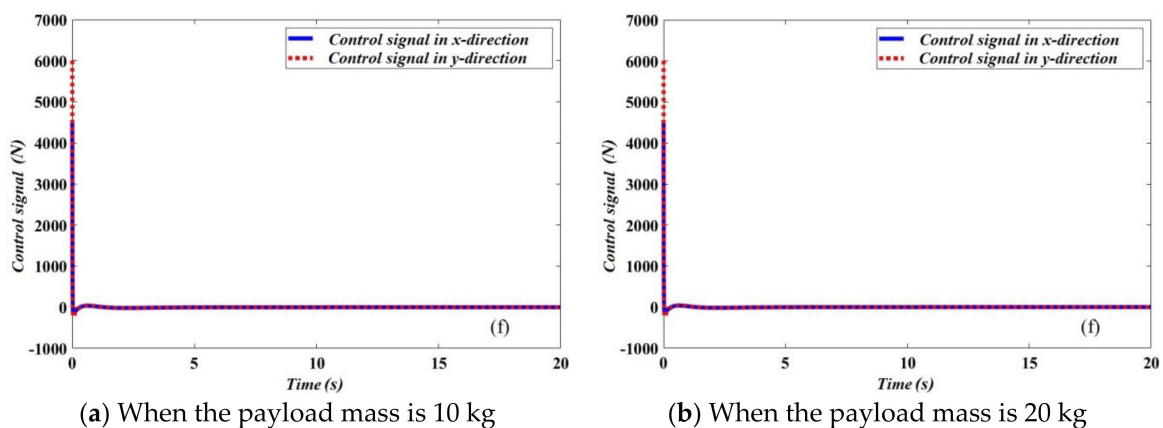 7000
6000
5000
4000
3000
2000
1000
0
-1000
Control signal (N)
Control signal in x-direction
Control signal in y-direction
(f)
0 5 10 15 20
Time (s)
(a) When the payload mass is 10 kg
7000
6000
5000
4000
3000
2000
1000
0
-1000
Control signal (N)
Control signal in x-direction
Control signal in y-direction
(f)
0 5 10 15 20
Time (s)
(b) When the payload mass is 20 kg